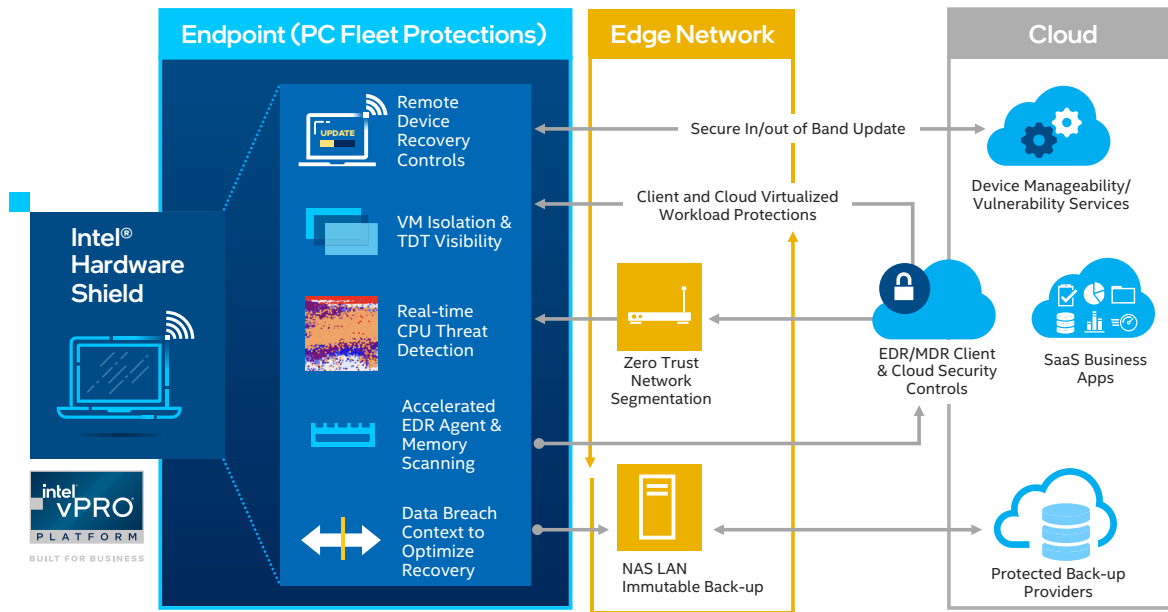 Endpoint (PC Fleet Protections)
Edge Network
Cloud
Intel®
Hardware
Shield
intel
vPRO
PLATFORM
BUILT FOR BUSINESS
UPDATE
Remote
Device
Recovery
Controls
VM Isolation &
TDT Visibility
Real-time
CPU Threat
Detection
Accelerated
EDR Agent &
Memory
Scanning
Data Breach
Context to
Optimize
Recovery
Secure In/out of Band Update
Client and Cloud Virtualized
Workload Protections
Zero Trust
Network
Segmentation
NAS LAN
Immutable Back-up
Device Manageability/
Vulnerability Services
EDR/MDR Client
& Cloud Security
Controls
SaaS Business
Apps
Protected Back-up
Providers